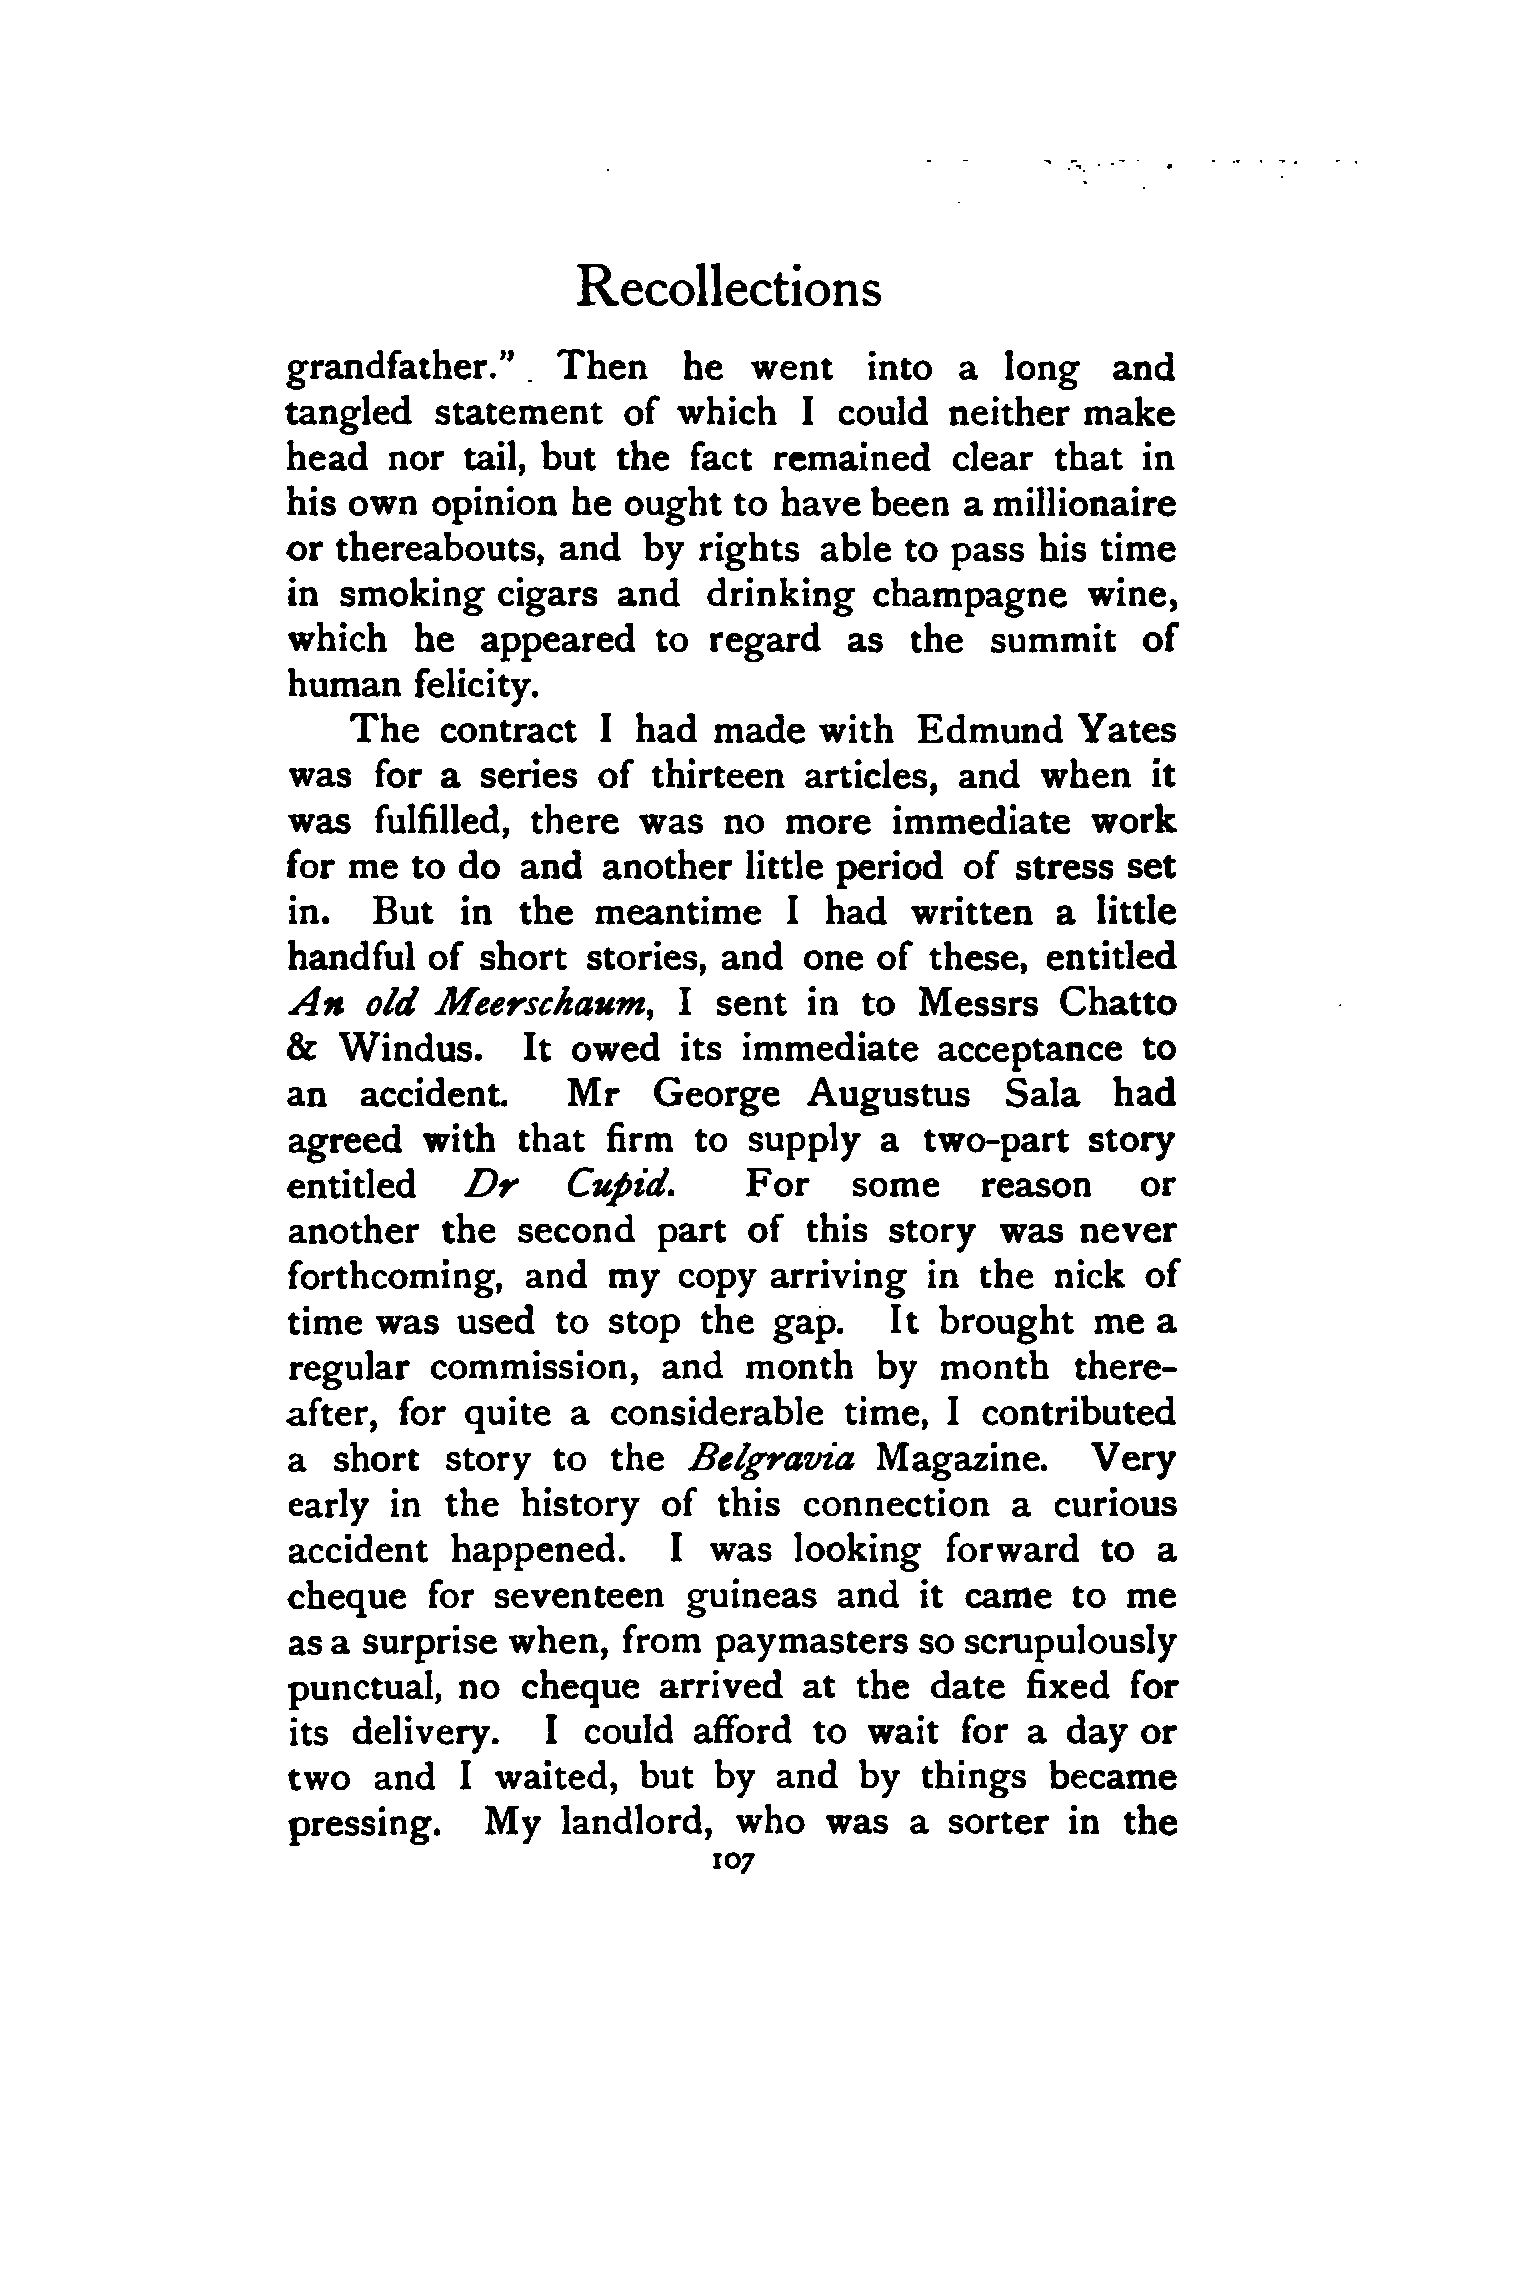 Recollections
grandfather." Then he went into a long and
tangled statement of which I could neither make
head nor tail, but the fact remained clear that in
his own opinion he ought to have been a millionaire
or thereabouts, and by rights able to pass his time
in smoking cigars and drinking champagne wine,
which he appeared to regard as the summit of
human felicity.
The contract I had made with Edmund Yates
was for a series of thirteen articles, and when it
was fulfilled, there was no more immediate work
for me to do and another little period of stress set
in. But in the meantime I had written a little
handful of short stories, and one of these, entitled
An old Meerschaum, I sent in to Messrs Chatto
& Windus. It owed its immediate acceptance to
an accident. Mr George Augustus Sala had
agreed with that firm to supply a two-part story
entitled Dr Cupid. For some reason or
another the second part of this story was never
forthcoming, and my copy arriving in the nick of
time was used to stop the gap. It brought me a
regular commission, and month by month there-
after, for quite a considerable time, I contributed
a short story to the Belgravia Magazine. Very
early in the history of this connection a curious
accident happened. I was looking forward to a
cheque for seventeen guineas and it came to me
as a surprise when, from paymasters so scrupulously
punctual, no cheque arrived at the date fixed for
its delivery. I could afford to wait for a day or
two and I waited, but by and by things became
pressing. My landlord, who was a sorter in the
107